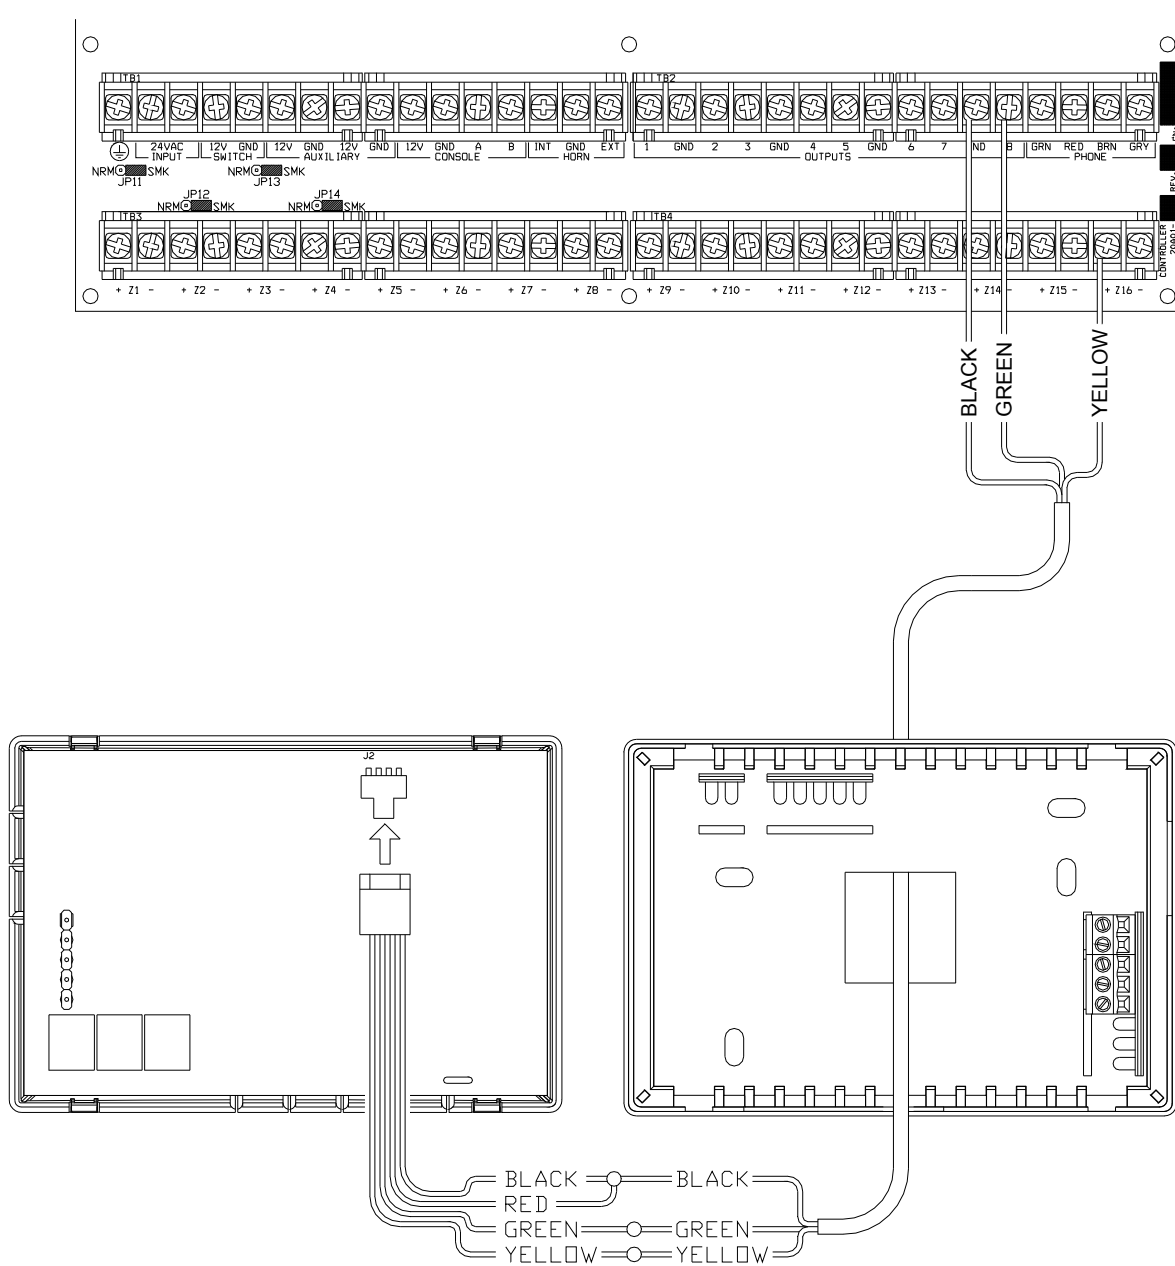 TB1 TB2
24VAC 12V GND 12V GND 12V GND 12V GND A B INT GND EXT 1 GND 2 3 GND 4 5 GND 6 7 ND 8 GRN RED BRN GRY
INPUT SWITCH AUXILIARY CONSOLE HORN OUTPUTS PHONE
NRM SMK NRM SMK
JP11 JP13
JP12 JP14
NRM SMK NRM SMK
TB3 TB4
+ Z1 - + Z2 - + Z3 - + Z4 - + Z5 - + Z6 - + Z7 - + Z8 - + Z9 - + Z10 - + Z11 - + Z12 - + Z13 - + Z14 - + Z15 - + Z16 -
CONTROLLER
REV.
BLACK
GREEN
YELLOW
J2
BLACK BLACK
RED
GREEN GREEN
YELLOW YELLOW